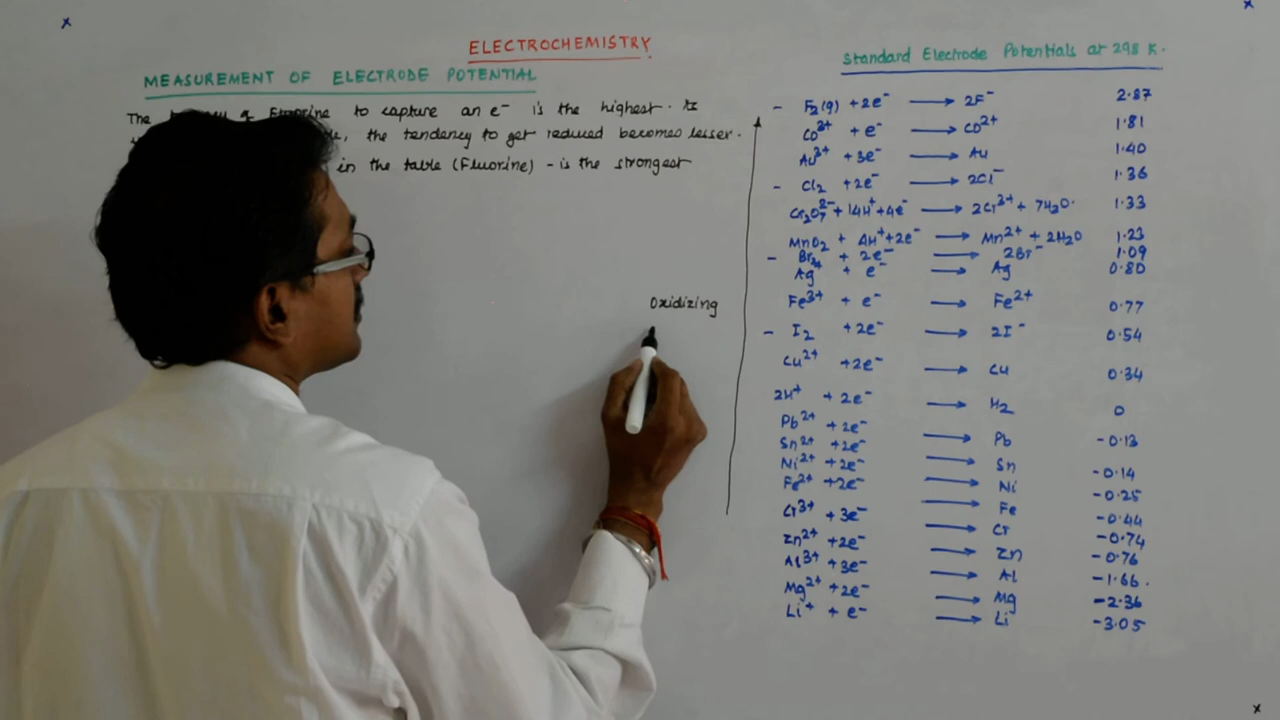 ELECTROCHEMISTRY
MEASUREMENT OF ELECTRODE POTENTIAL
The to capture an e⁻ is the highest. As
the tendency to get reduced becomes lesser.
in the table (Fluorine) - is the strongest
Oxidizing
Standard Electrode Potentials at 298 K.
- F₂(g) + 2e⁻ → 2F⁻ 2.87
Co³⁺ + e⁻ → Co²⁺ 1.81
Au³⁺ + 3e⁻ → Au 1.40
- Cl₂ + 2e⁻ → 2Cl⁻ 1.36
Cr₂O₇²⁻ + 14H⁺ + 4e⁻ → 2Cr³⁺ + 7H₂O. 1.33
MnO₂ + 4H⁺ + 2e⁻ → Mn²⁺ + 2H₂O 1.23
- Br₂ + 2e⁻ → 2Br⁻ 1.09
Ag⁺ + e⁻ → Ag 0.80
Fe³⁺ + e⁻ → Fe²⁺ 0.77
- I₂ + 2e⁻ → 2I⁻ 0.54
Cu²⁺ + 2e⁻ → Cu 0.34
2H⁺ + 2e⁻ → H₂ 0
Pb²⁺ + 2e⁻ → Pb -0.13
Sn²⁺ + 2e⁻ → Sn -0.14
Ni²⁺ + 2e⁻ → Ni -0.25
Fe²⁺ + 2e⁻ → Fe -0.44
Cr³⁺ + 3e⁻ → Cr -0.74
Zn²⁺ + 2e⁻ → Zn -0.76
Al³⁺ + 3e⁻ → Al -1.66.
Mg²⁺ + 2e⁻ → Mg -2.36
Li⁺ + e⁻ → Li -3.05